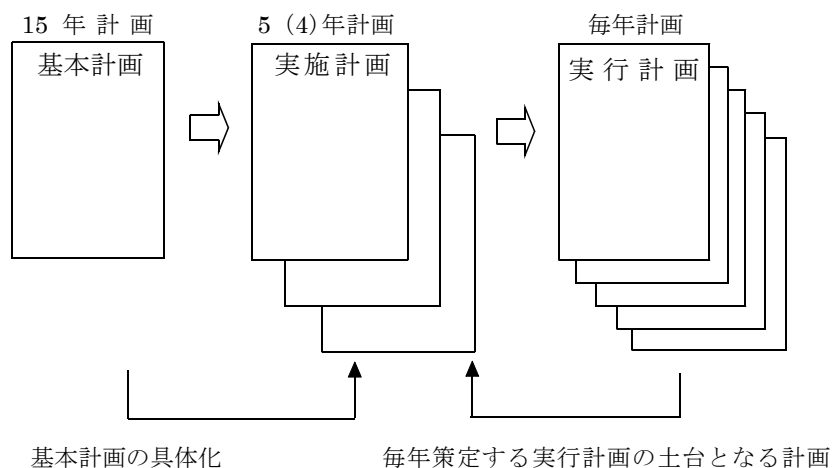 15 年 計 画
5 (4)年計画
毎年計画
基本計画
実施計画
実 行 計 画
基本計画の具体化
毎年策定する実行計画の土台となる計画